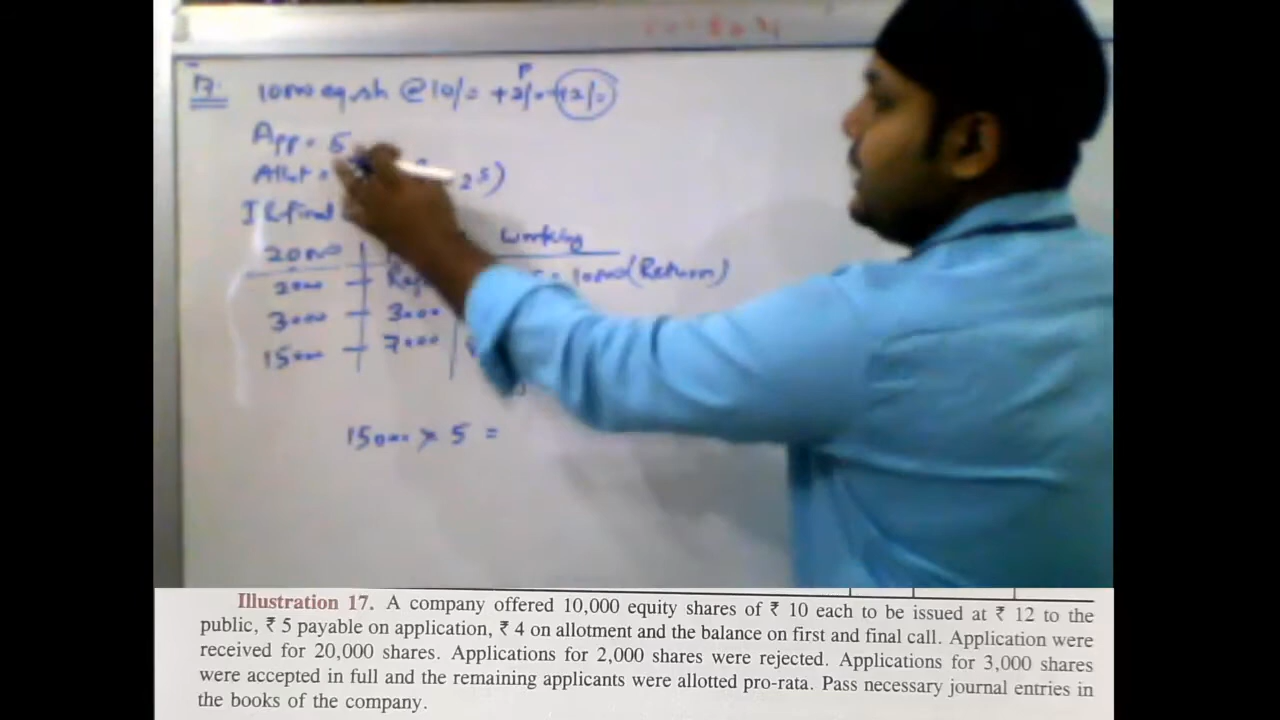 17. 10000 eq. sh @ 10/= + 2/= = 12/=
P
App = 5
Allt =
2 5)
I & final
20000
Working
2000 - Rej
= 10000 (Return)
3000 - 3000
15000 - 7000
15000 × 5 =
Illustration 17. A company offered 10,000 equity shares of ₹ 10 each to be issued at ₹ 12 to the
public, ₹ 5 payable on application, ₹ 4 on allotment and the balance on first and final call. Application were
received for 20,000 shares. Applications for 2,000 shares were rejected. Applications for 3,000 shares
were accepted in full and the remaining applicants were allotted pro-rata. Pass necessary journal entries in
the books of the company.